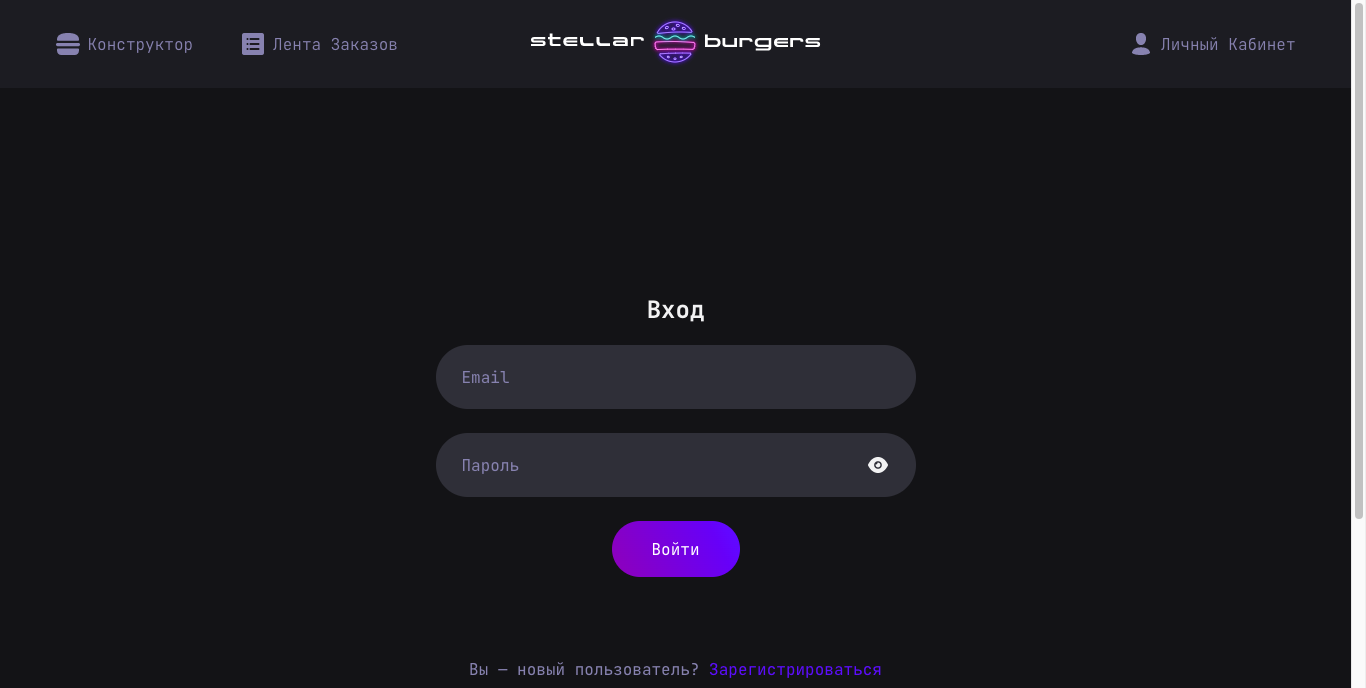 Конструктор Лента Заказов stellar burgers Личный Кабинет
Вход
Email
Пароль
Войти
Вы — новый пользователь? Зарегистрироваться